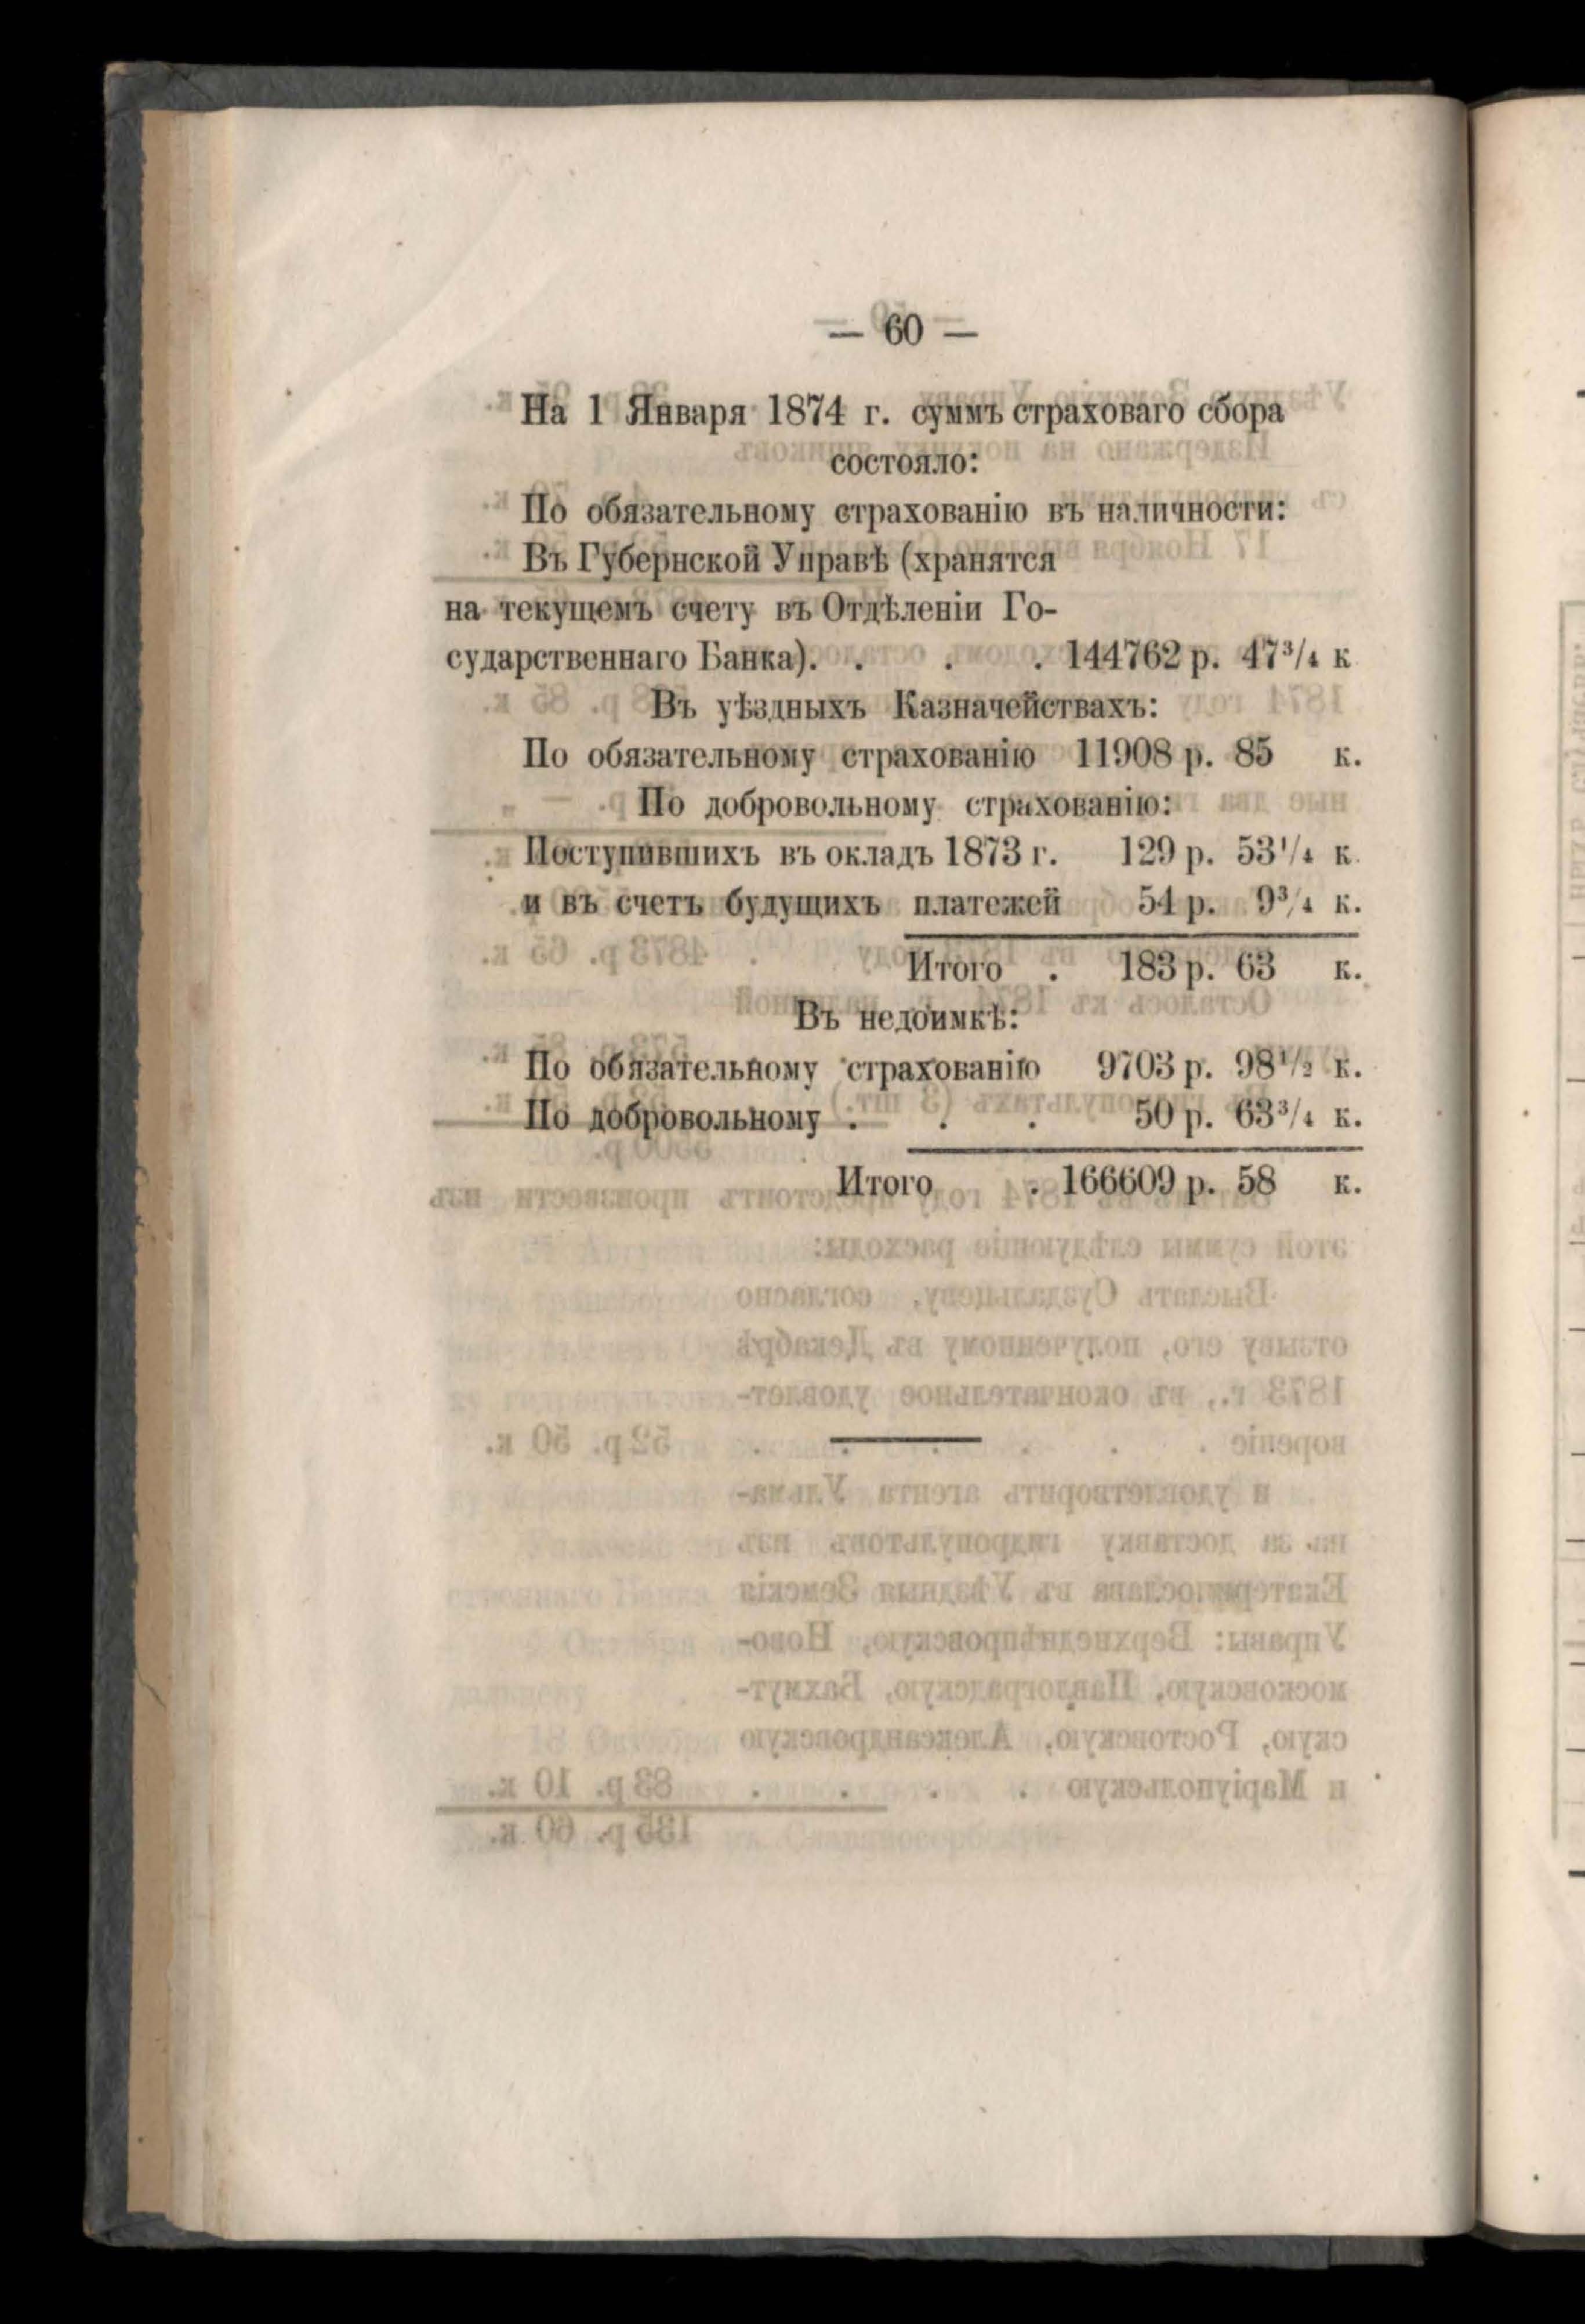 — 60 —
На 1 Января 1874 г. суммъ страховаго сбора
состояло:
По обязательному страхованію въ наличности:
Въ Губернской Управѣ (хранятся
на текущемъ счету въ Отдѣленіи Го-
сударственнаго Банка). . . . 144762 р. 47³/₄ к
Въ уѣздныхъ Казначействахъ:
По обязательному страхованію 11908 р. 85 к.
По добровольному страхованію:
Поступившихъ въ окладъ 1873 г. 129 р. 53¹/₄ к.
и въ счетъ будущихъ платежей 54 р. 9³/₄ к.
Итого . 183 р. 63 к.
Въ недоимкѣ:
По обязательному страхованію 9703 р. 98¹/₂ к.
По добровольному . . . 50 р. 63³/₄ к.
Итого . 166609 р. 58 к.